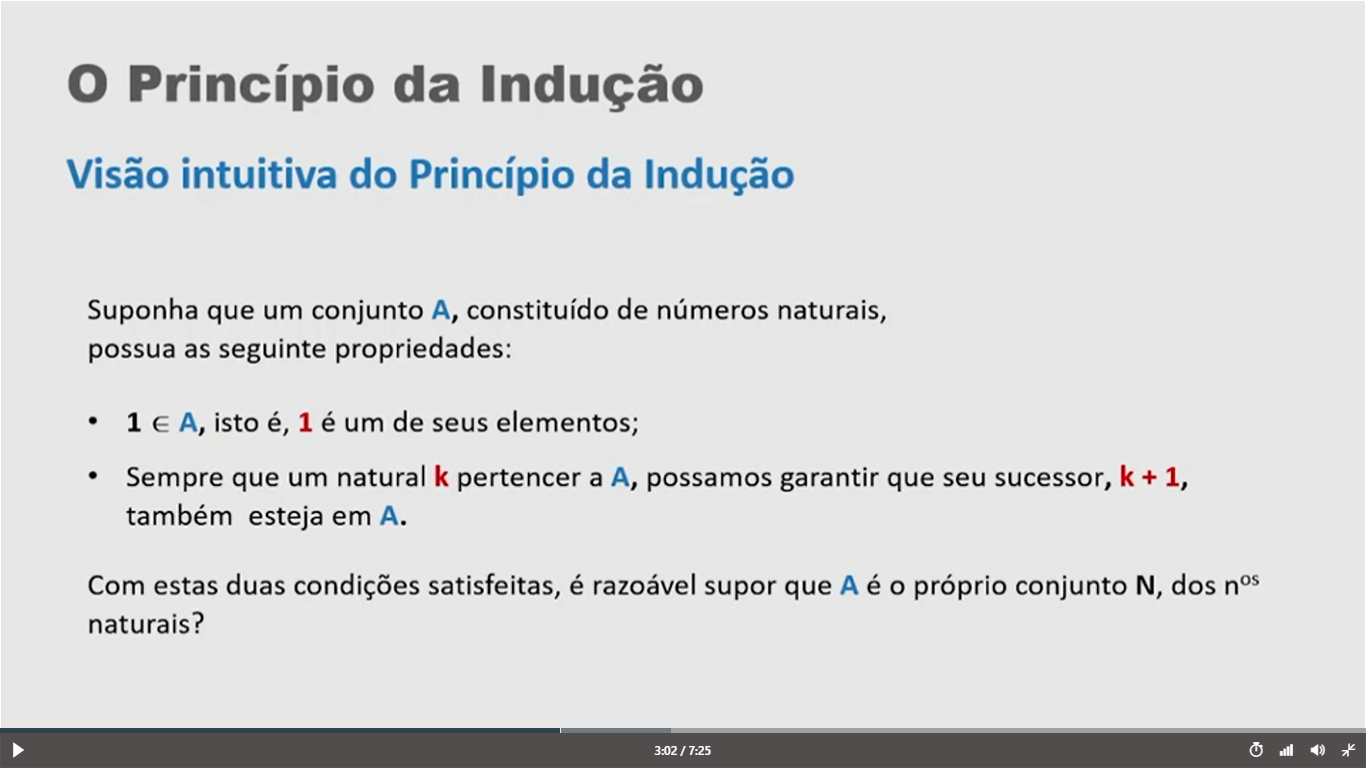 O Princípio da Indução
Visão intuitiva do Princípio da Indução
Suponha que um conjunto A, constituído de números naturais,
possua as seguinte propriedades:
• 1 ∈ A, isto é, 1 é um de seus elementos;
• Sempre que um natural k pertencer a A, possamos garantir que seu sucessor, k + 1,
também esteja em A.
Com estas duas condições satisfeitas, é razoável supor que A é o próprio conjunto N, dos nos
naturais?
3:02 / 7:25